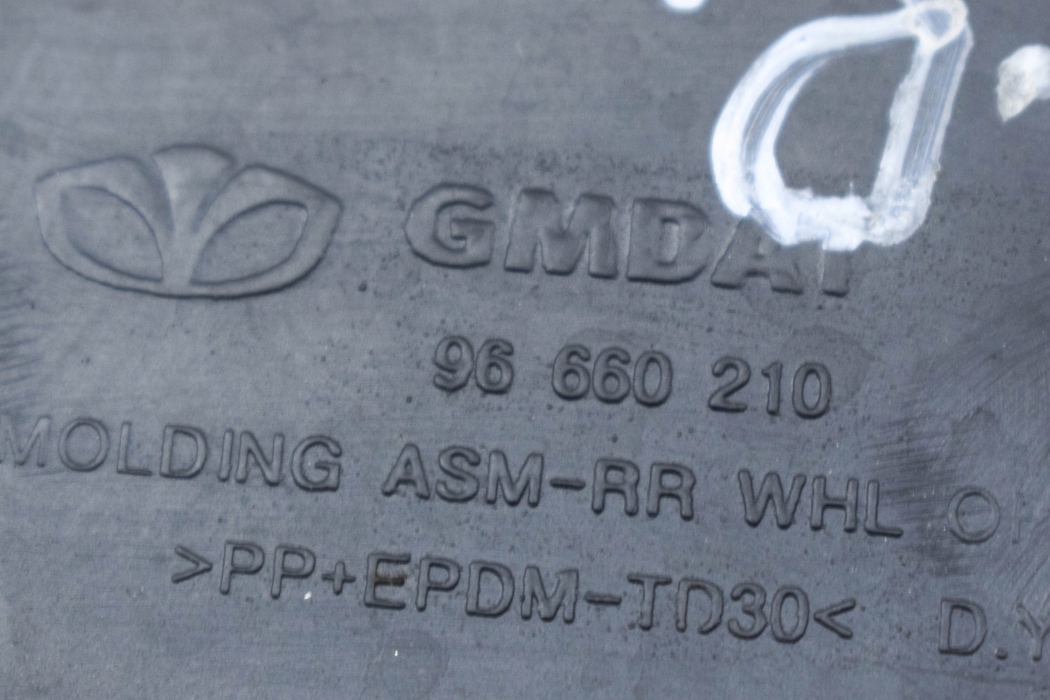 GMDAT
96 660 210
MOLDING ASM-RR WHL
>PP+EPDM-TD30< D.Y